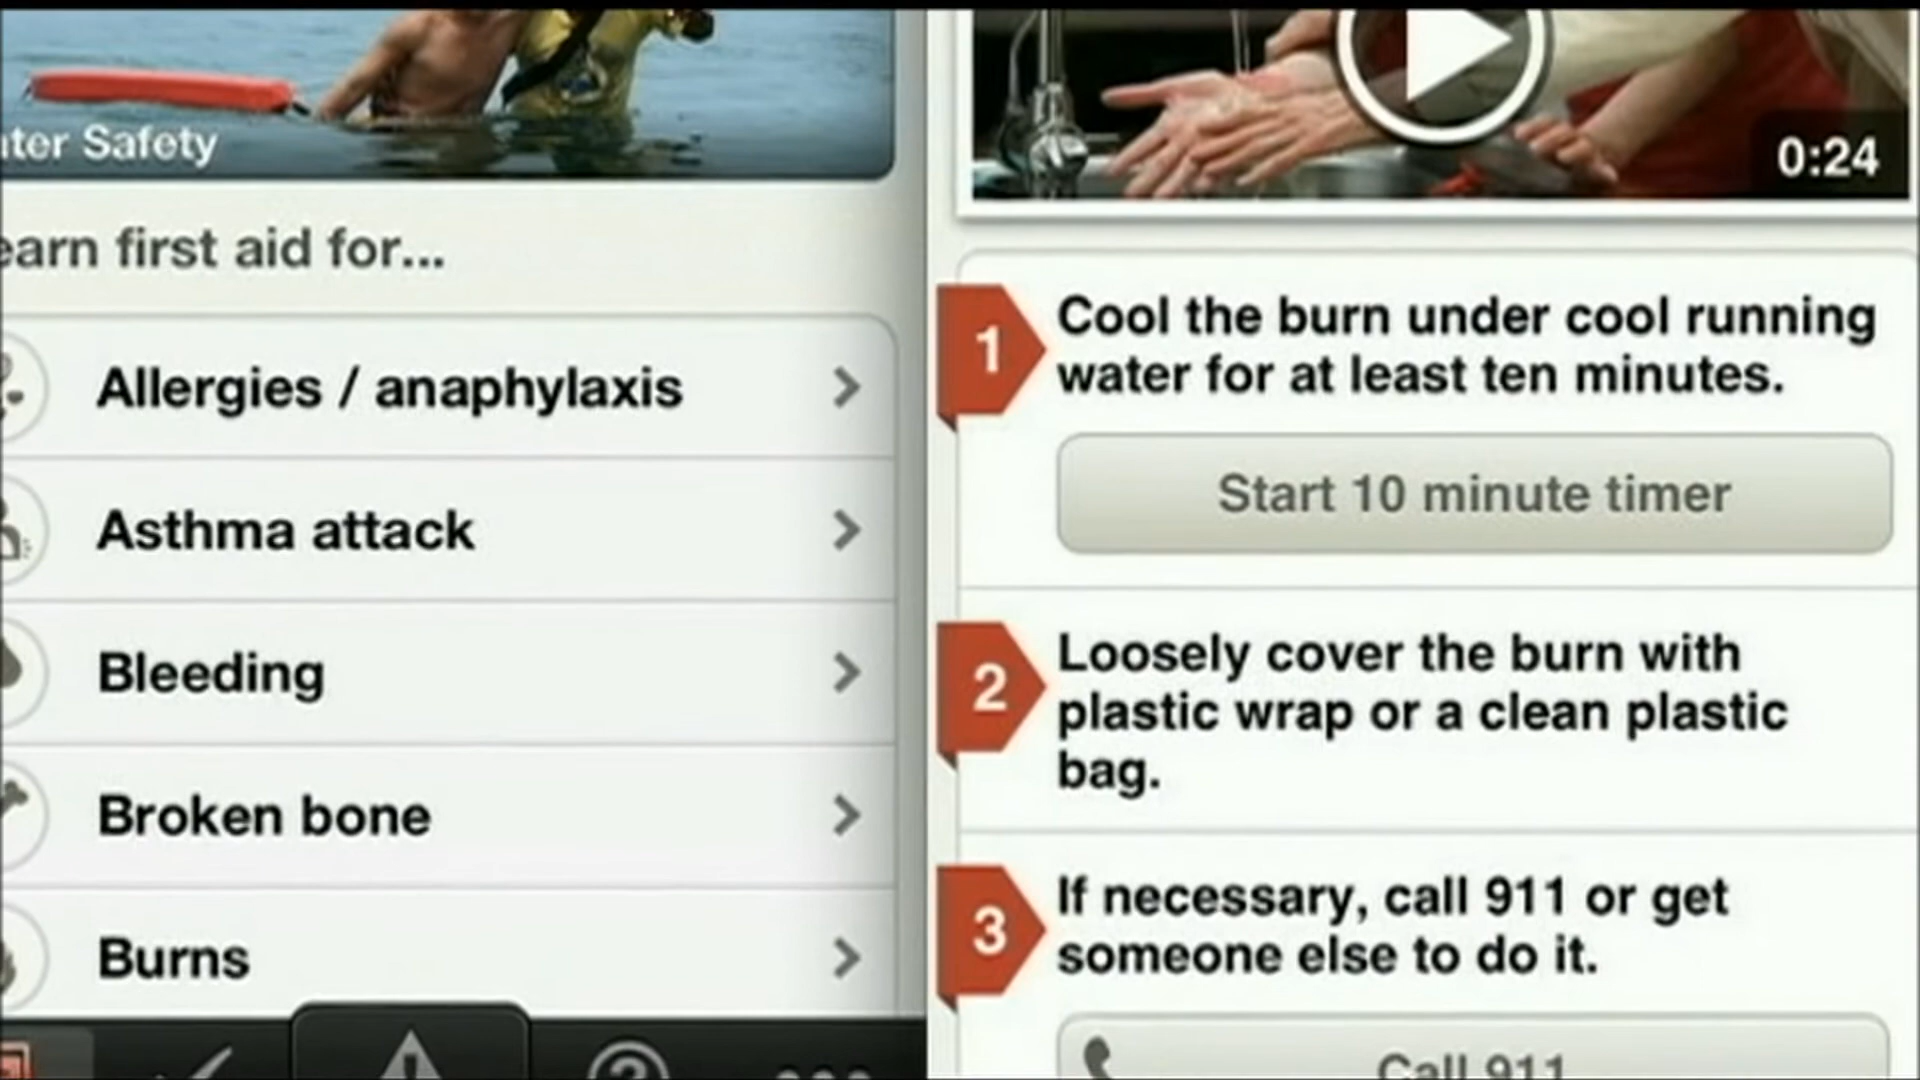 ter Safety
earn first aid for...
Allergies / anaphylaxis
Asthma attack
Bleeding
Broken bone
Burns
0:24
1
Cool the burn under cool running
water for at least ten minutes.
Start 10 minute timer
2
Loosely cover the burn with
plastic wrap or a clean plastic
bag.
3
If necessary, call 911 or get
someone else to do it.
Call 911